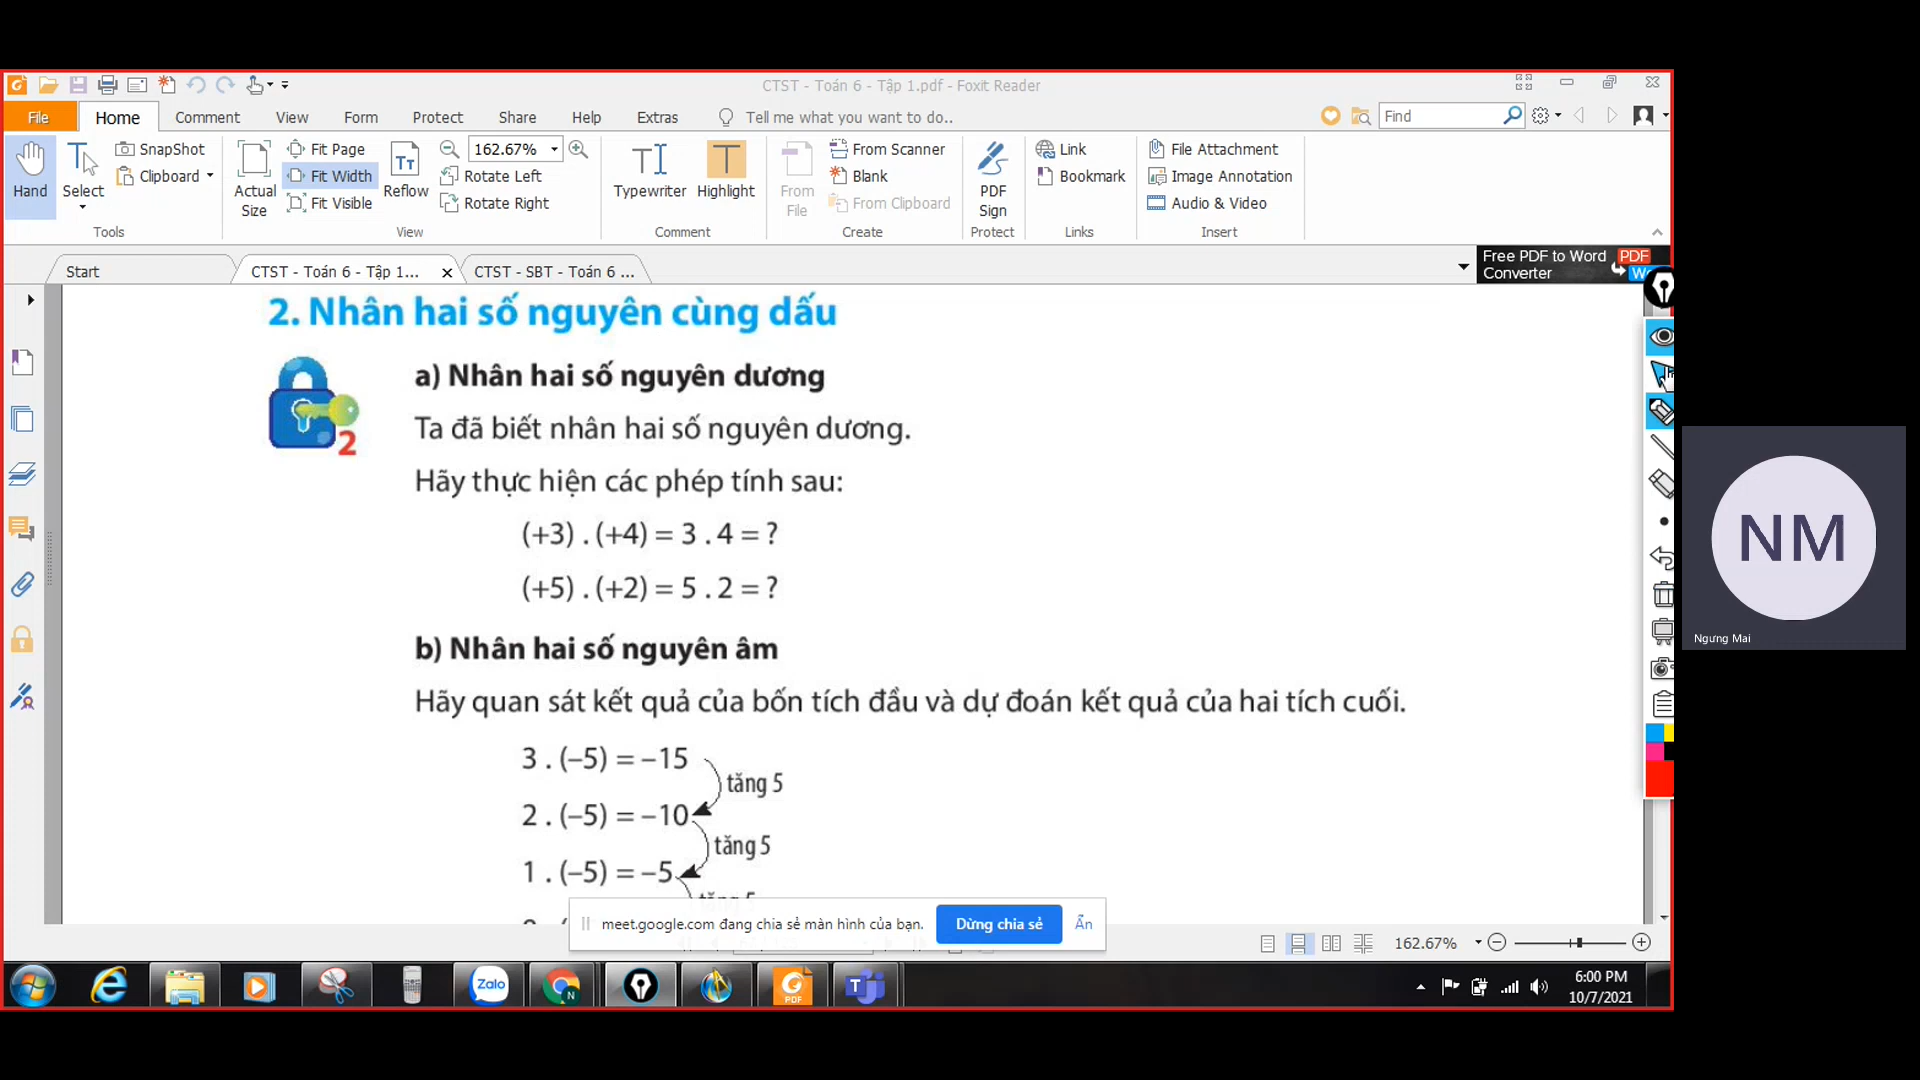 CTST - Toán 6 - Tập 1.pdf - Foxit Reader
File Home Comment View Form Protect Share Help Extras Tell me what you want to do.. Find
Hand
Select
SnapShot
Clipboard
Tools
Actual Size
Fit Page
Fit Width
Fit Visible
Reflow
162.67%
Rotate Left
Rotate Right
View
Typewriter
Highlight
Comment
From File
From Scanner
Blank
From Clipboard
Create
PDF Sign
Protect
Link
Bookmark
Links
File Attachment
Image Annotation
Audio & Video
Insert
Start
CTST - Toán 6 - Tập 1...
CTST - SBT - Toán 6 ...
Free PDF to Word
Converter
PDF
2. Nhân hai số nguyên cùng dấu
2
a) Nhân hai số nguyên dương
Ta đã biết nhân hai số nguyên dương.
Hãy thực hiện các phép tính sau:
(+3) . (+4) = 3 . 4 = ?
(+5) . (+2) = 5 . 2 = ?
b) Nhân hai số nguyên âm
Hãy quan sát kết quả của bốn tích đầu và dự đoán kết quả của hai tích cuối.
3 . (–5) = –15
tăng 5
2 . (–5) = –10
tăng 5
1 . (–5) = –5
meet.google.com đang chia sẻ màn hình của bạn. Dừng chia sẻ Ẩn
162.67%
Zalo
N
PDF
6:00 PM
10/7/2021
NM
Ngưng Mai